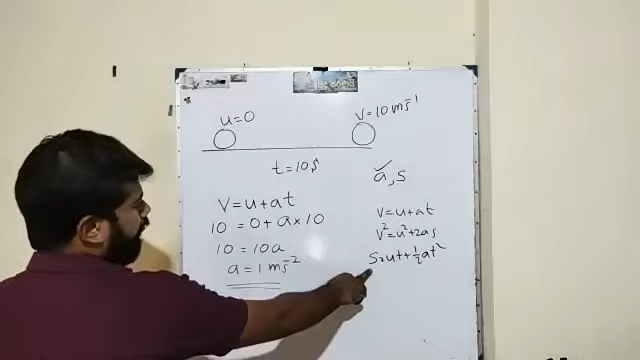 u=0
v=10 ms⁻¹
t=10s
a, s
v=u+at
10 = 0 + a×10
10 = 10a
a = 1 ms⁻²
v=u+at
v²=u²+2as
s=ut+½at²